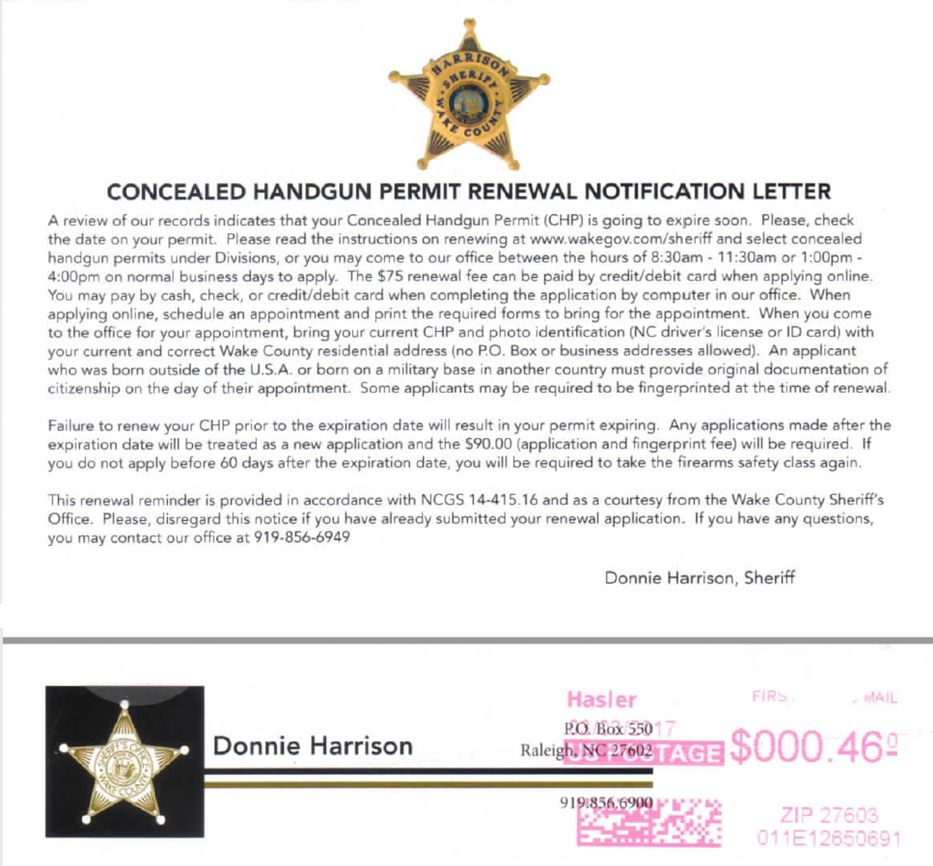 HARRISON
SHERIFF
WAKE COUNTY
CONCEALED HANDGUN PERMIT RENEWAL NOTIFICATION LETTER
A review of our records indicates that your Concealed Handgun Permit (CHP) is going to expire soon. Please, check
the date on your permit. Please read the instructions on renewing at www.wakegov.com/sheriff and select concealed
handgun permits under Divisions, or you may come to our office between the hours of 8:30am - 11:30am or 1:00pm -
4:00pm on normal business days to apply. The $75 renewal fee can be paid by credit/debit card when applying online.
You may pay by cash, check, or credit/debit card when completing the application by computer in our office. When
applying online, schedule an appointment and print the required forms to bring for the appointment. When you come
to the office for your appointment, bring your current CHP and photo identification (NC driver's license or ID card) with
your current and correct Wake County residential address (no P.O. Box or business addresses allowed). An applicant
who was born outside of the U.S.A. or born on a military base in another country must provide original documentation of
citizenship on the day of their appointment. Some applicants may be required to be fingerprinted at the time of renewal.
Failure to renew your CHP prior to the expiration date will result in your permit expiring. Any applications made after the
expiration date will be treated as a new application and the $90.00 (application and fingerprint fee) will be required. If
you do not apply before 60 days after the expiration date, you will be required to take the firearms safety class again.
This renewal reminder is provided in accordance with NCGS 14-415.16 and as a courtesy from the Wake County Sheriff's
Office. Please, disregard this notice if you have already submitted your renewal application. If you have any questions,
you may contact our office at 919-856-6949
Donnie Harrison, Sheriff
SHERIFF'S OFFICE
WAKE COUNTY
Donnie Harrison
Hasler
P.O. Box 550
Raleigh, NC 27602
US POSTAGE
919.856.6900
MAIL
$000.46⁰
ZIP 27603
011E12650691